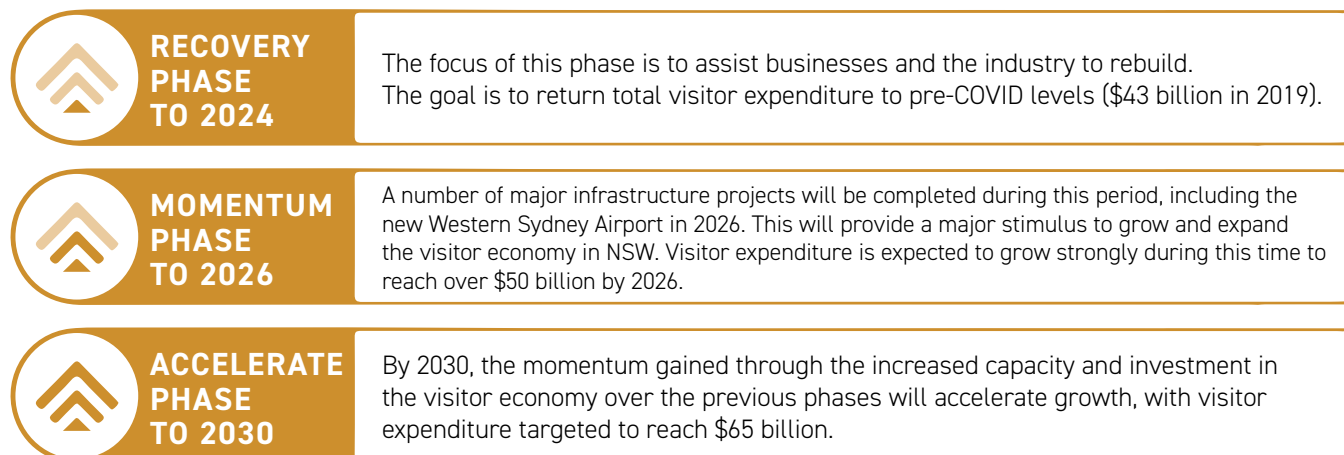 RECOVERY
PHASE
TO 2024
The focus of this phase is to assist businesses and the industry to rebuild.
The goal is to return total visitor expenditure to pre-COVID levels ($43 billion in 2019).
MOMENTUM
PHASE
TO 2026
A number of major infrastructure projects will be completed during this period, including the
new Western Sydney Airport in 2026. This will provide a major stimulus to grow and expand
the visitor economy in NSW. Visitor expenditure is expected to grow strongly during this time to
reach over $50 billion by 2026.
ACCELERATE
PHASE
TO 2030
By 2030, the momentum gained through the increased capacity and investment in
the visitor economy over the previous phases will accelerate growth, with visitor
expenditure targeted to reach $65 billion.